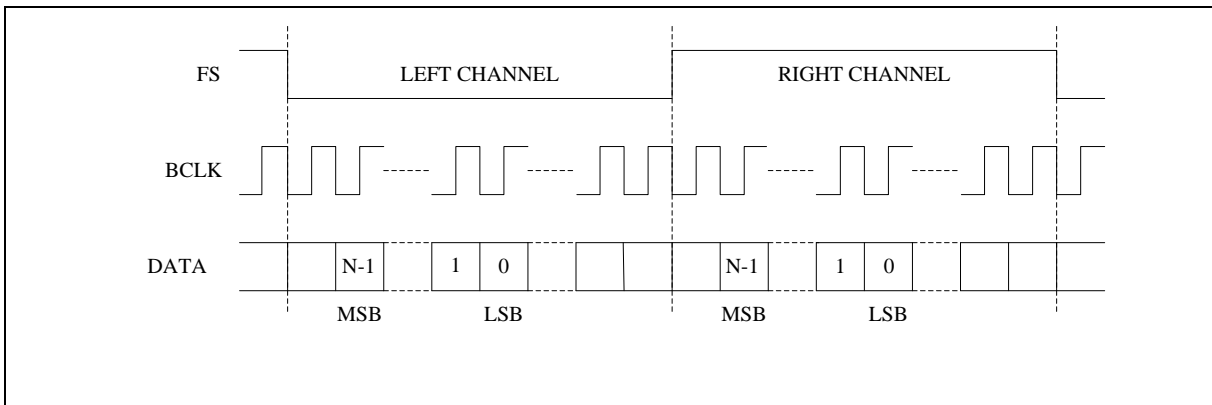 FS LEFT CHANNEL RIGHT CHANNEL
BCLK
DATA N-1 1 0 N-1 1 0
MSB LSB MSB LSB